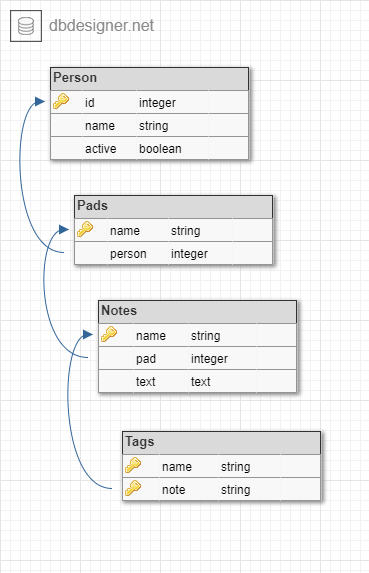 dbdesigner.net
Person
id integer
name string
active boolean
Pads
name string
person integer
Notes
name string
pad integer
text text
Tags
name string
note string